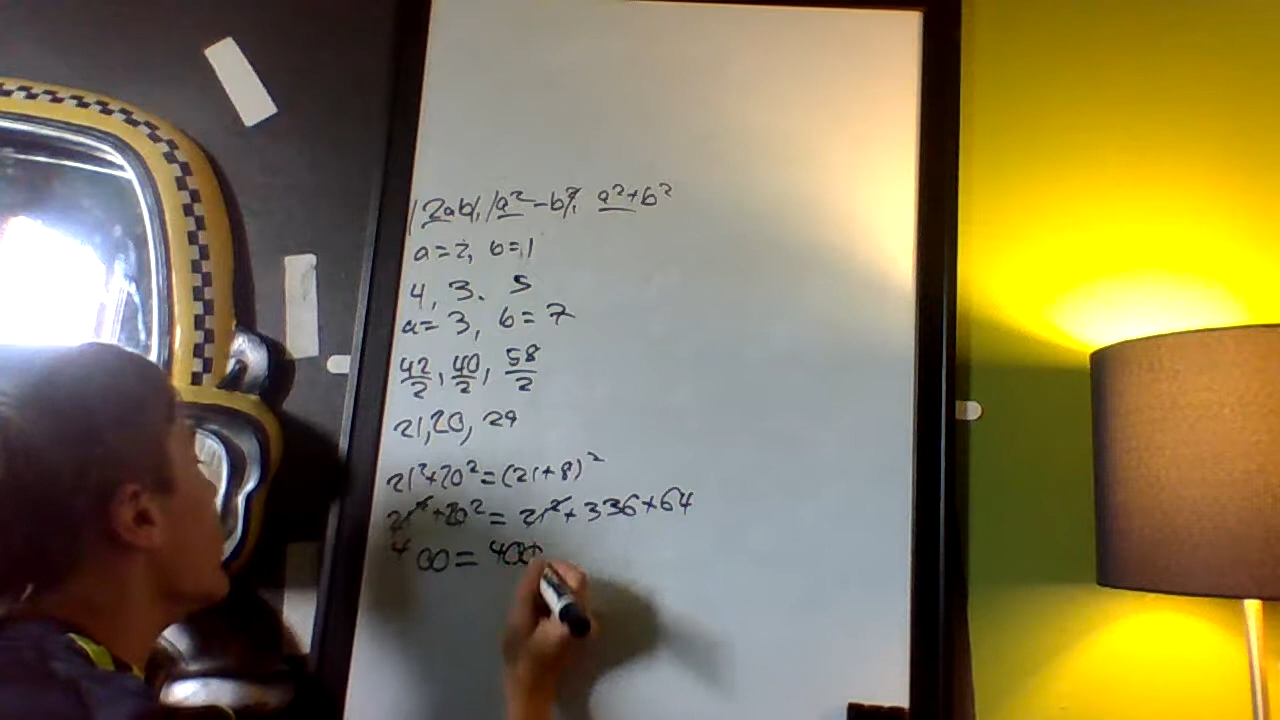 |2ab|, |a²-b²|, a²+b²
a=2, b=1
4, 3, 5
a=3, b=7
42/2, 40/2, 58/2
21, 20, 29
21²+20²=(21+8)²
21²+20²=21²+336+64
400=400